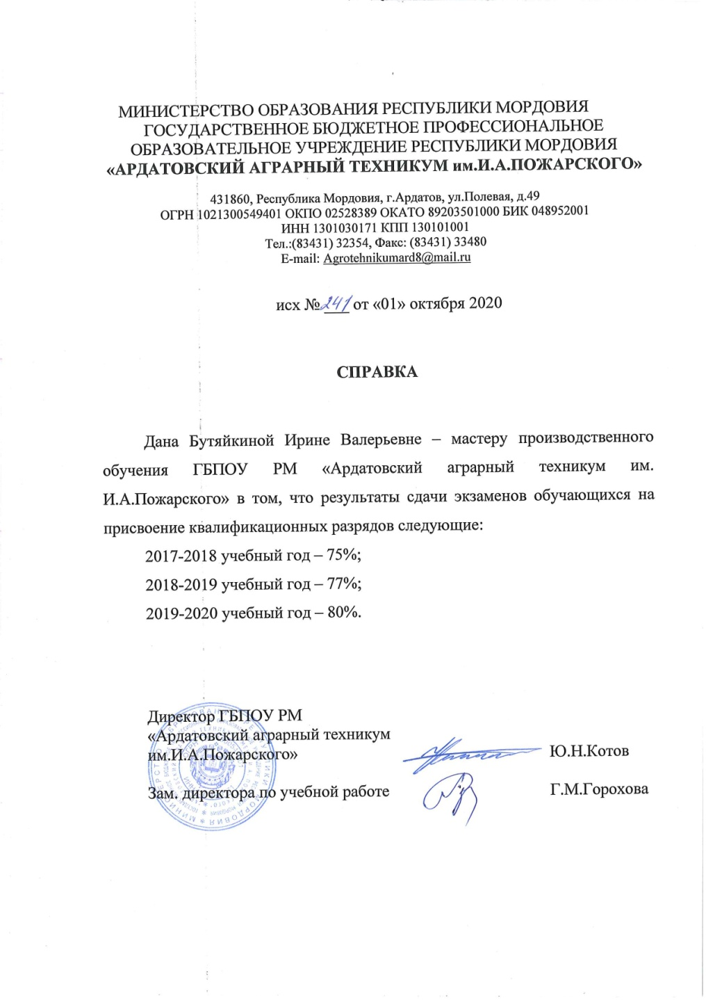 МИНИСТЕРСТВО ОБРАЗОВАНИЯ РЕСПУБЛИКИ МОРДОВИЯ
ГОСУДАРСТВЕННОЕ БЮДЖЕТНОЕ ПРОФЕССИОНАЛЬНОЕ
ОБРАЗОВАТЕЛЬНОЕ УЧРЕЖДЕНИЕ РЕСПУБЛИКИ МОРДОВИЯ
«АРДАТОВСКИЙ АГРАРНЫЙ ТЕХНИКУМ им.И.А.ПОЖАРСКОГО»
431860, Республика Мордовия, г.Ардатов, ул.Полевая, д.49
ОГРН 1021300549401 ОКПО 02528389 ОКАТО 89203501000 БИК 048952001
ИНН 1301030171 КПП 130101001
Тел.:(83431) 32354, Факс: (83431) 33480
E-mail: Agrotehnikumard8@mail.ru
исх №241 от «01» октября 2020
СПРАВКА
Дана Бутяйкиной Ирине Валерьевне – мастеру производственного
обучения ГБПОУ РМ «Ардатовский аграрный техникум им.
И.А.Пожарского» в том, что результаты сдачи экзаменов обучающихся на
присвоение квалификационных разрядов следующие:
2017-2018 учебный год – 75%;
2018-2019 учебный год – 77%;
2019-2020 учебный год – 80%.
Директор ГБПОУ РМ
«Ардатовский аграрный техникум
им.И.А.Пожарского» Ю.Н.Котов
Зам. директора по учебной работе Г.М.Горохова